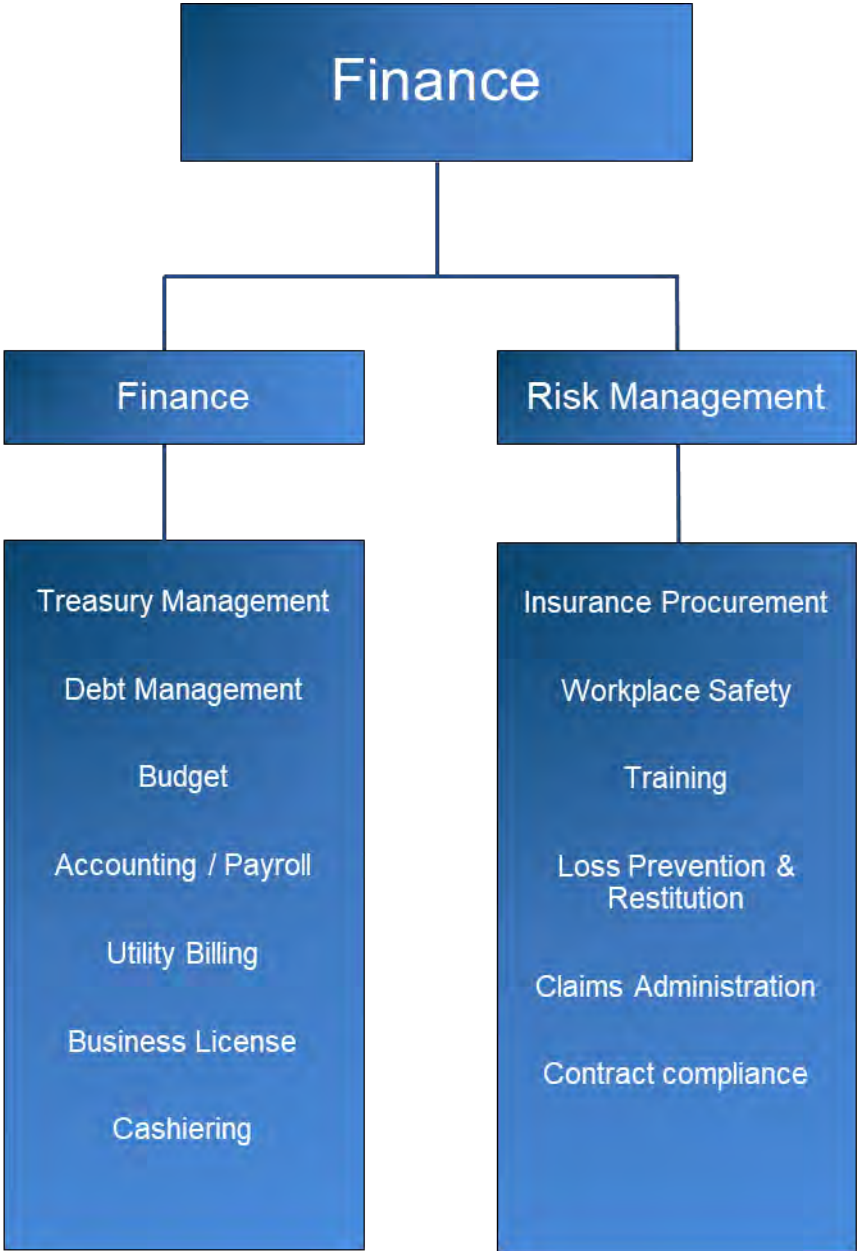 Finance
Finance
Risk Management
Treasury Management
Debt Management
Budget
Accounting / Payroll
Utility Billing
Business License
Cashiering
Insurance Procurement
Workplace Safety
Training
Loss Prevention &
Restitution
Claims Administration
Contract compliance